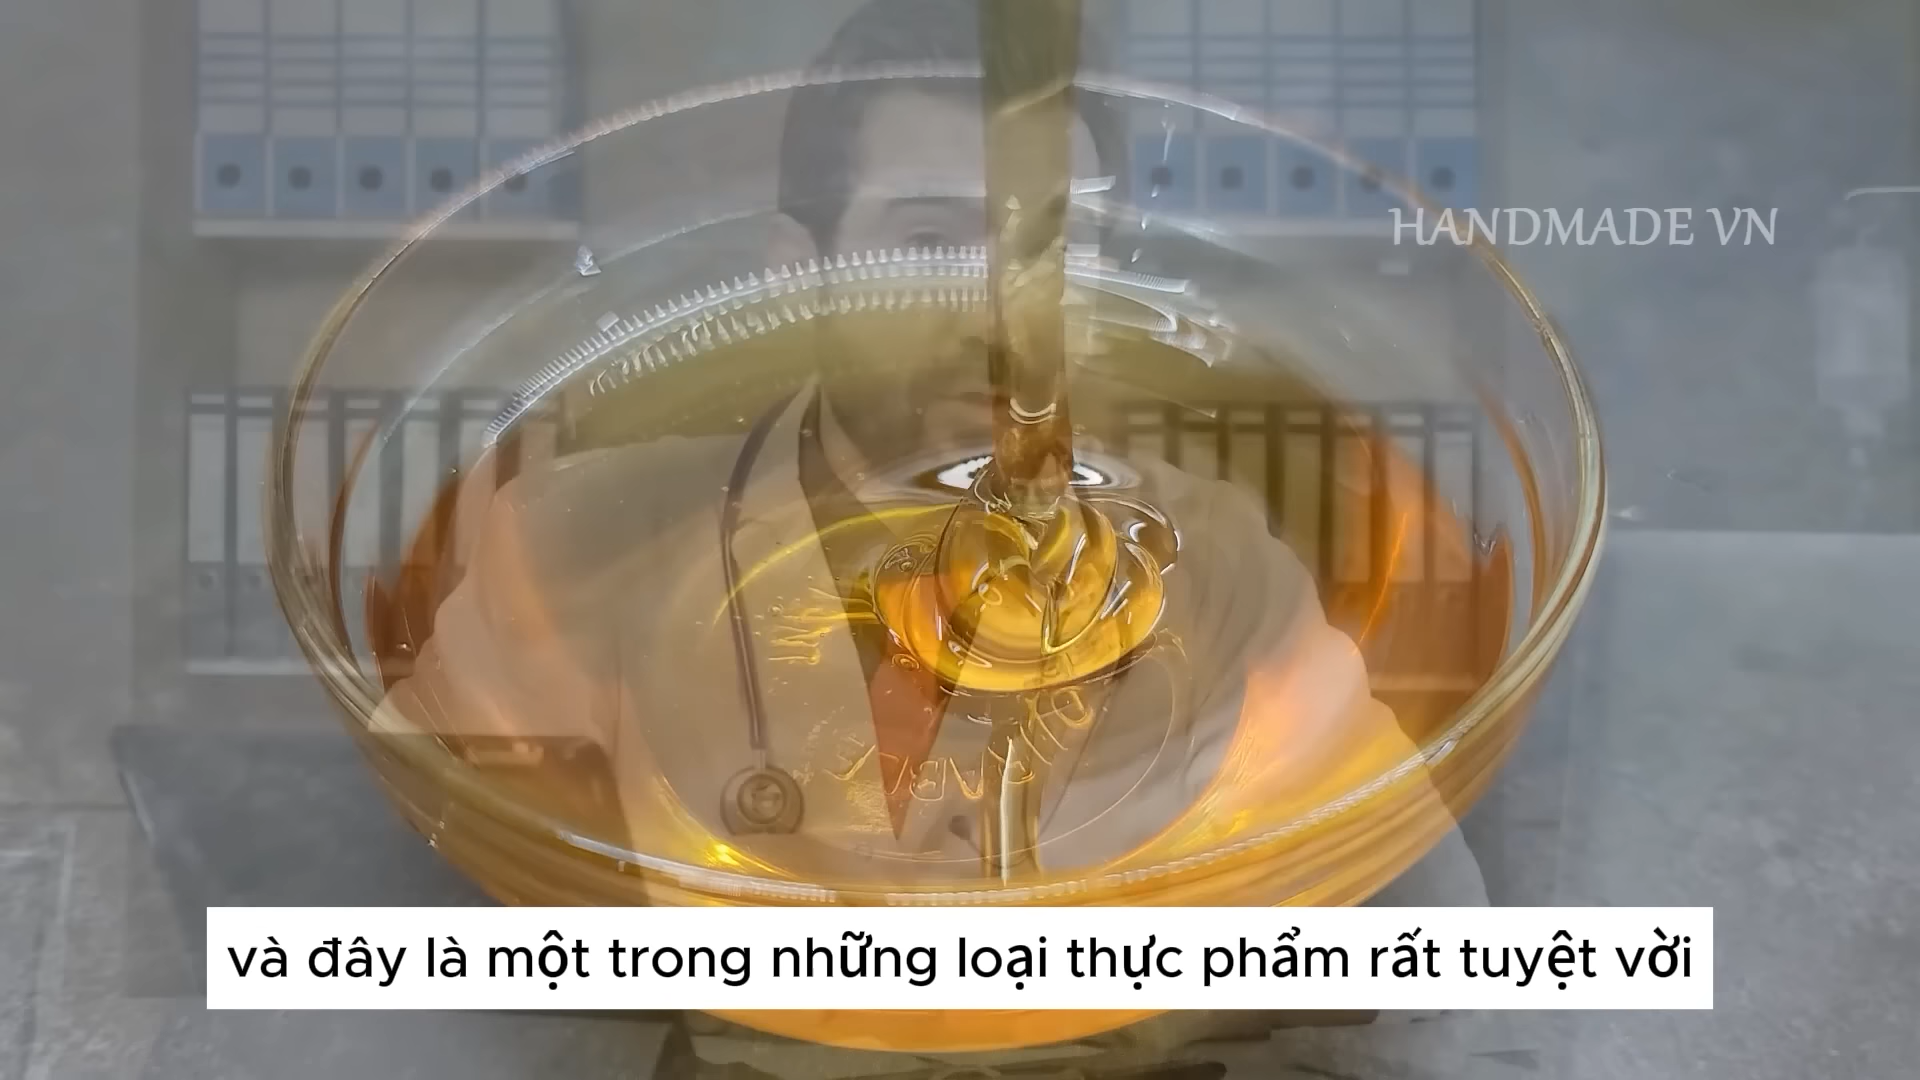 HANDMADE VN
và đây là một trong những loại thực phẩm rất tuyệt vời